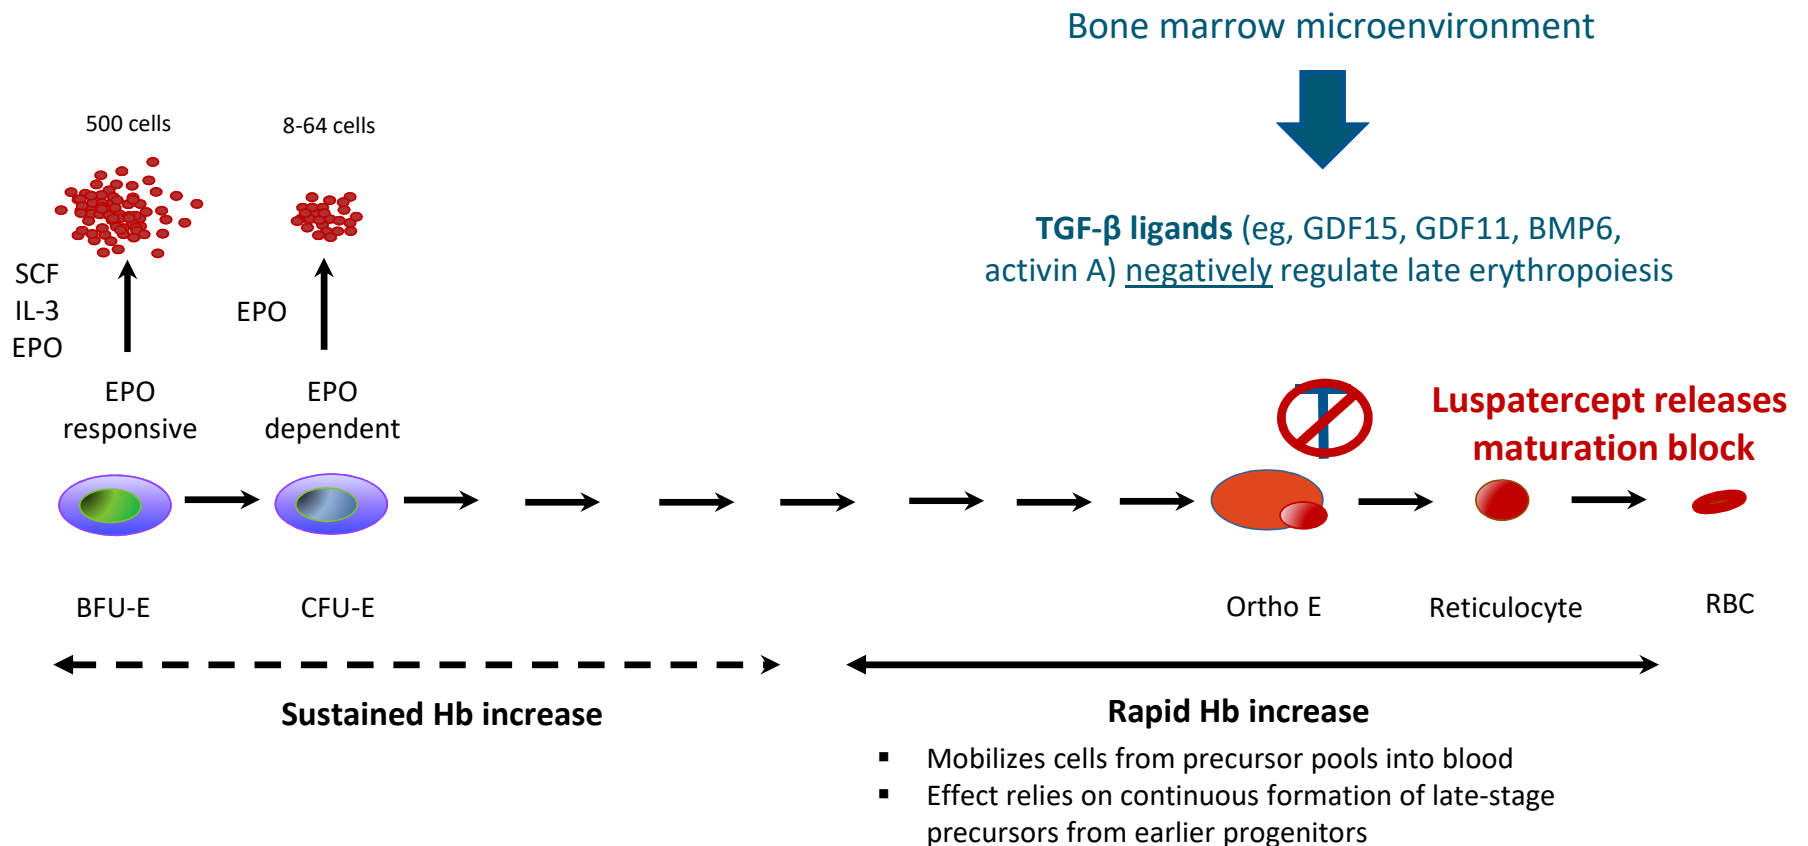 Bone marrow microenvironment
500 cells
8-64 cells
TGF-β ligands (eg, GDF15, GDF11, BMP6,
activin A) negatively regulate late erythropoiesis
SCF
IL-3
EPO
EPO
EPO
responsive
EPO
dependent
Luspatercept releases
maturation block
BFU-E
CFU-E
Ortho E
Reticulocyte
RBC
Sustained Hb increase
Rapid Hb increase
▪ Mobilizes cells from precursor pools into blood
▪ Effect relies on continuous formation of late-stage
precursors from earlier progenitors